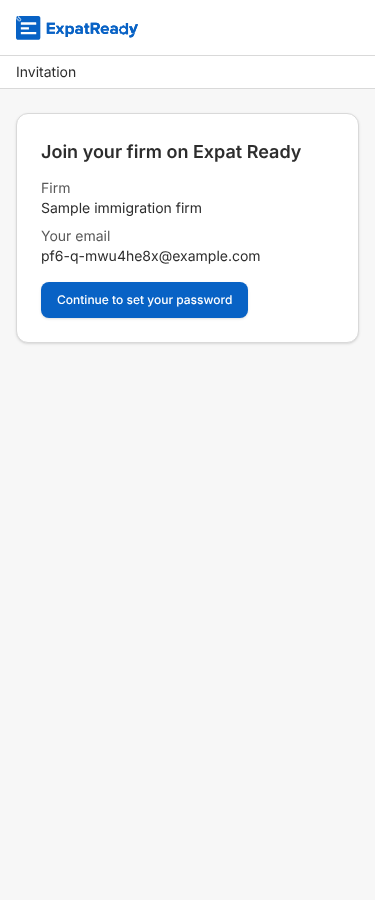 ExpatReady
Invitation
Join your firm on Expat Ready
Firm
Sample immigration firm
Your email
pf6-q-mwu4he8x@example.com
Continue to set your password